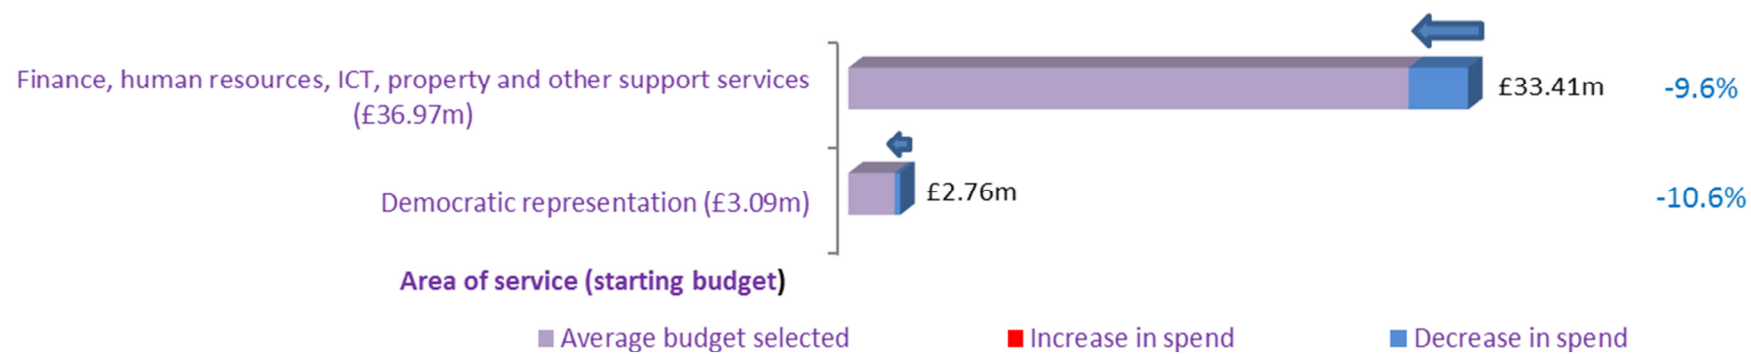 Finance, human resources, ICT, property and other support services
(£36.97m)
£33.41m
-9.6%
Democratic representation (£3.09m)
£2.76m
-10.6%
Area of service (starting budget)
Average budget selected
Increase in spend
Decrease in spend